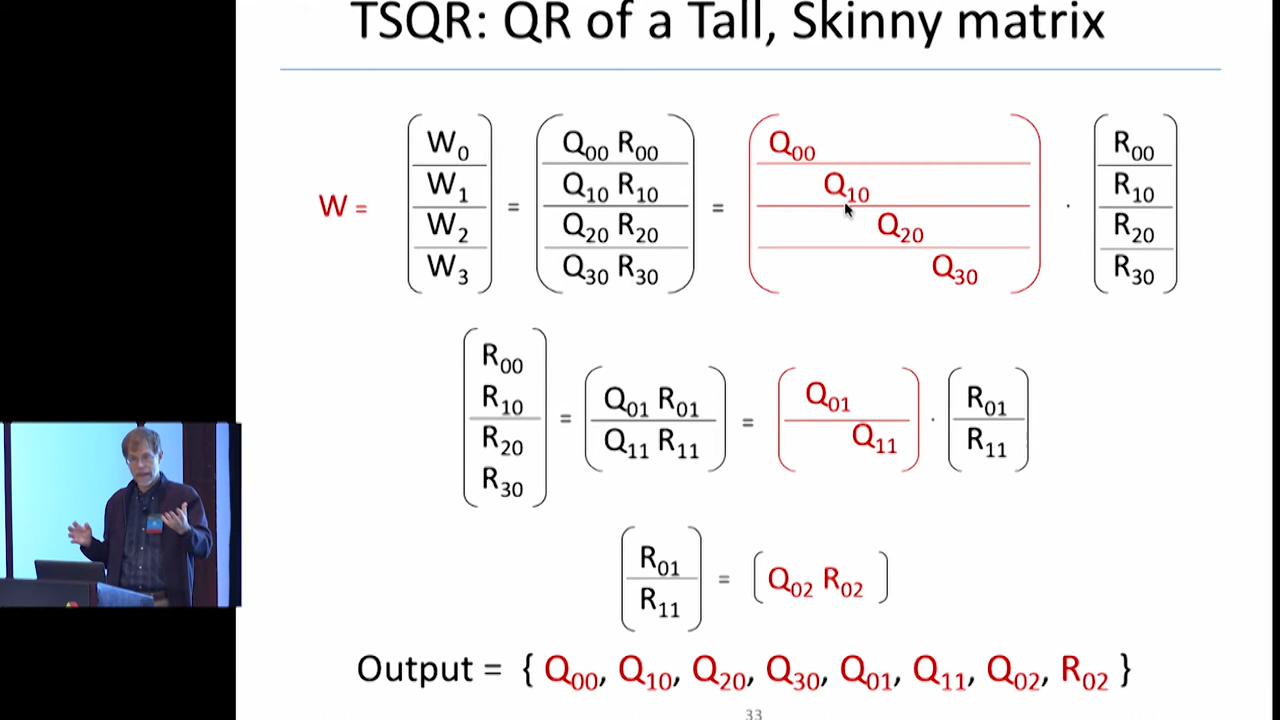 TSQR: QR of a Tall, Skinny matrix
W = W₀ = Q₀₀ R₀₀ = Q₀₀ · R₀₀
W₁ Q₁₀ R₁₀ Q₁₀ R₁₀
W₂ Q₂₀ R₂₀ Q₂₀ R₂₀
W₃ Q₃₀ R₃₀ Q₃₀ R₃₀
R₀₀
R₁₀ = Q₀₁ R₀₁ = Q₀₁ · R₀₁
R₂₀ Q₁₁ R₁₁ Q₁₁ R₁₁
R₃₀
R₀₁ = Q₀₂ R₀₂
R₁₁
Output = { Q₀₀, Q₁₀, Q₂₀, Q₃₀, Q₀₁, Q₁₁, Q₀₂, R₀₂ }
33